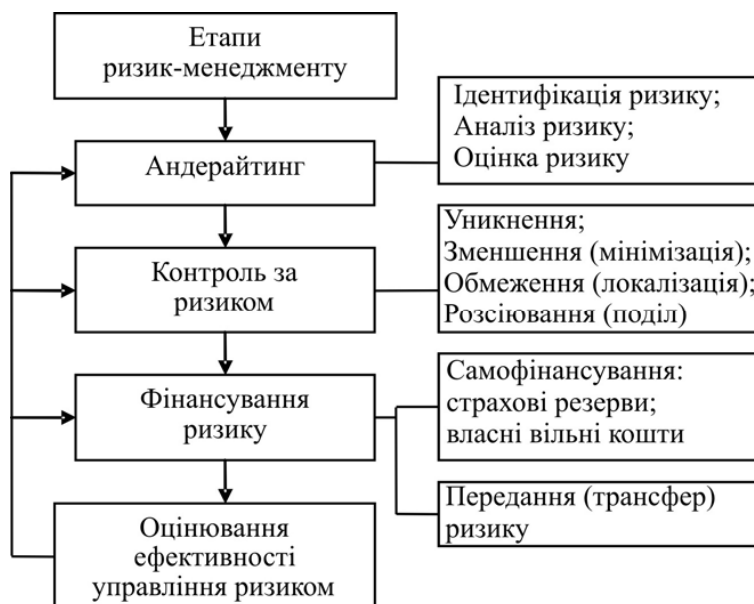 Етапи
ризик-менеджменту
Андерайтинг
Ідентифікація ризику;
Аналіз ризику;
Оцінка ризику
Контроль за
ризиком
Уникнення;
Зменшення (мінімізація);
Обмеження (локалізація);
Розсіювання (поділ)
Фінансування
ризику
Самофінансування:
страхові резерви;
власні вільні кошти
Передання (трансфер)
ризику
Оцінювання
ефективності
управління ризиком